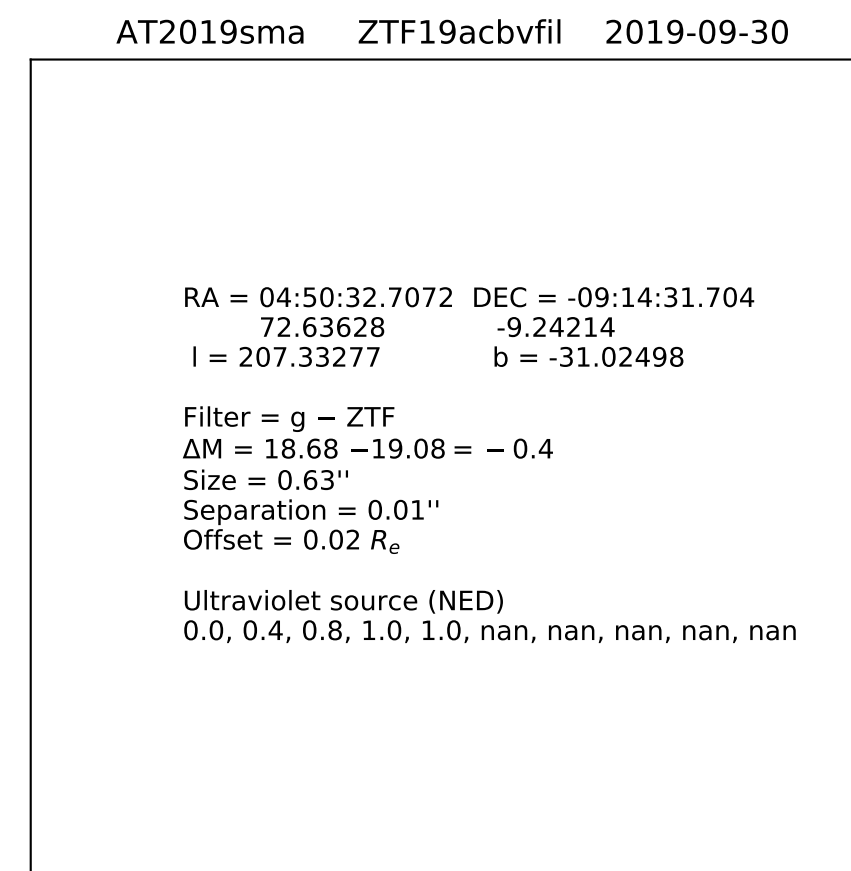 AT2019sma ZTF19acbvfil 2019-09-30
RA = 04:50:32.7072 DEC = -09:14:31.704
72.63628 -9.24214
l = 207.33277 b = -31.02498
Filter = g − ZTF
ΔM = 18.68 −19.08 = − 0.4
Size = 0.63''
Separation = 0.01''
Offset = 0.02 Rₑ
Ultraviolet source (NED)
0.0, 0.4, 0.8, 1.0, 1.0, nan, nan, nan, nan, nan